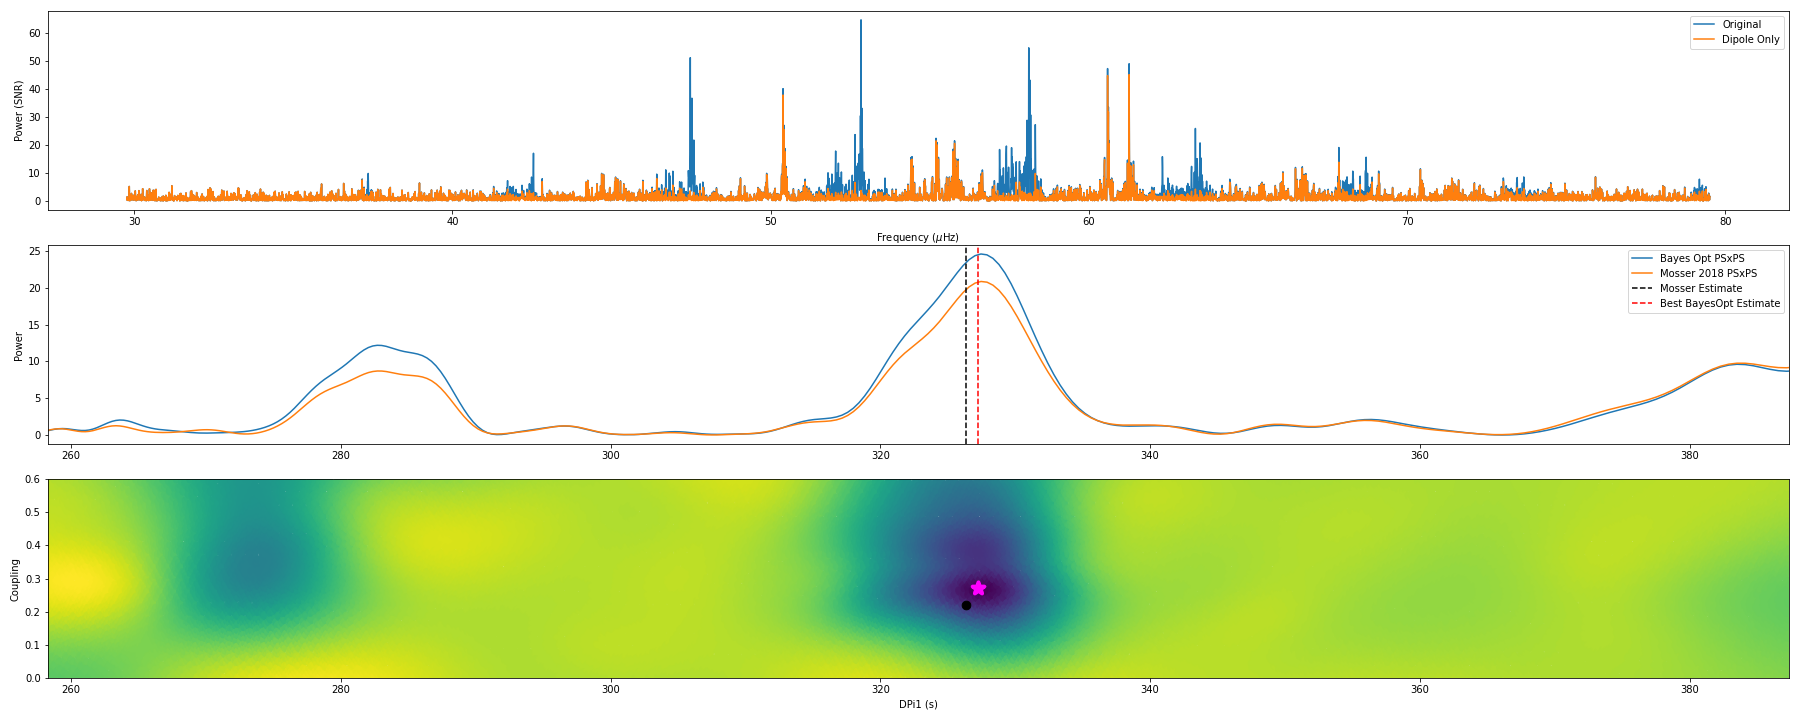 Power (SNR)
60
50
40
30
20
10
0
Original
Dipole Only
30 40 50 60 70 80
Frequency (μHz)
Power
25
20
15
10
5
0
Bayes Opt PSxPS
Mosser 2018 PSxPS
Mosser Estimate
Best BayesOpt Estimate
260 280 300 320 340 360 380
Coupling
0.6
0.5
0.4
0.3
0.2
0.1
0.0
260 280 300 320 340 360 380
DPi1 (s)